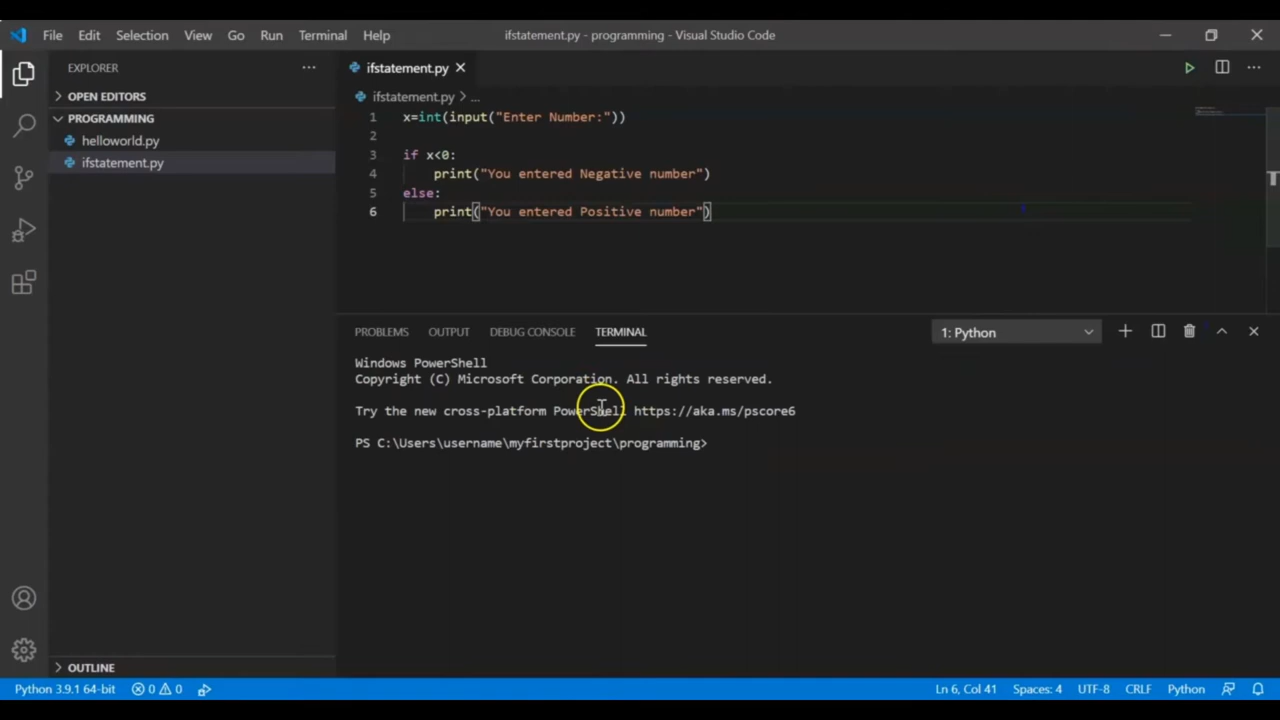 File Edit Selection View Go Run Terminal Help ifstatement.py - programming - Visual Studio Code
EXPLORER
OPEN EDITORS
PROGRAMMING
helloworld.py
ifstatement.py
OUTLINE
ifstatement.py
ifstatement.py > ...
1 x=int(input("Enter Number:"))
2
3 if x<0:
4 print("You entered Negative number")
5 else:
6 print("You entered Positive number")
PROBLEMS OUTPUT DEBUG CONSOLE TERMINAL 1: Python
Windows PowerShell
Copyright (C) Microsoft Corporation. All rights reserved.
Try the new cross-platform PowerShell https://aka.ms/pscore6
PS C:\Users\username\myfirstproject\programming>
Python 3.9.1 64-bit 0 0 Ln 6, Col 41 Spaces: 4 UTF-8 CRLF Python